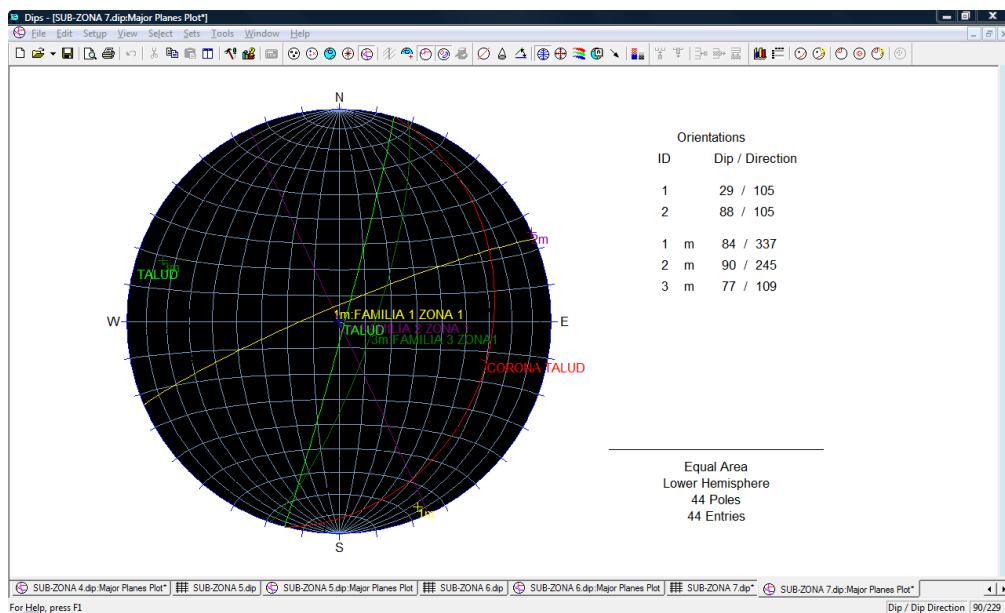 Dips - [SUB-ZONA 7.dip:Major Planes Plot*]
File Edit Setup View Select Sets Tools Window Help
N
Orientations
ID Dip / Direction
1 29 / 105
2 88 / 105
1 m 84 / 337
2 m 90 / 245
3 m 77 / 109
2m
TALUD
1m:FAMILIA 1 ZONA 1
W
E
TALUD
3m:FAMILIA 3 ZONA1
CORONA TALUD
1m
S
Equal Area
Lower Hemisphere
44 Poles
44 Entries
SUB-ZONA 4.dip:Major Planes Plot* SUB-ZONA 5.dip SUB-ZONA 5.dip:Major Planes Plot SUB-ZONA 6.dip SUB-ZONA 6.dip:Major Planes Plot SUB-ZONA 7.dip* SUB-ZONA 7.dip:Major Planes Plot*
For Help, press F1
Dip / Dip Direction 90/229